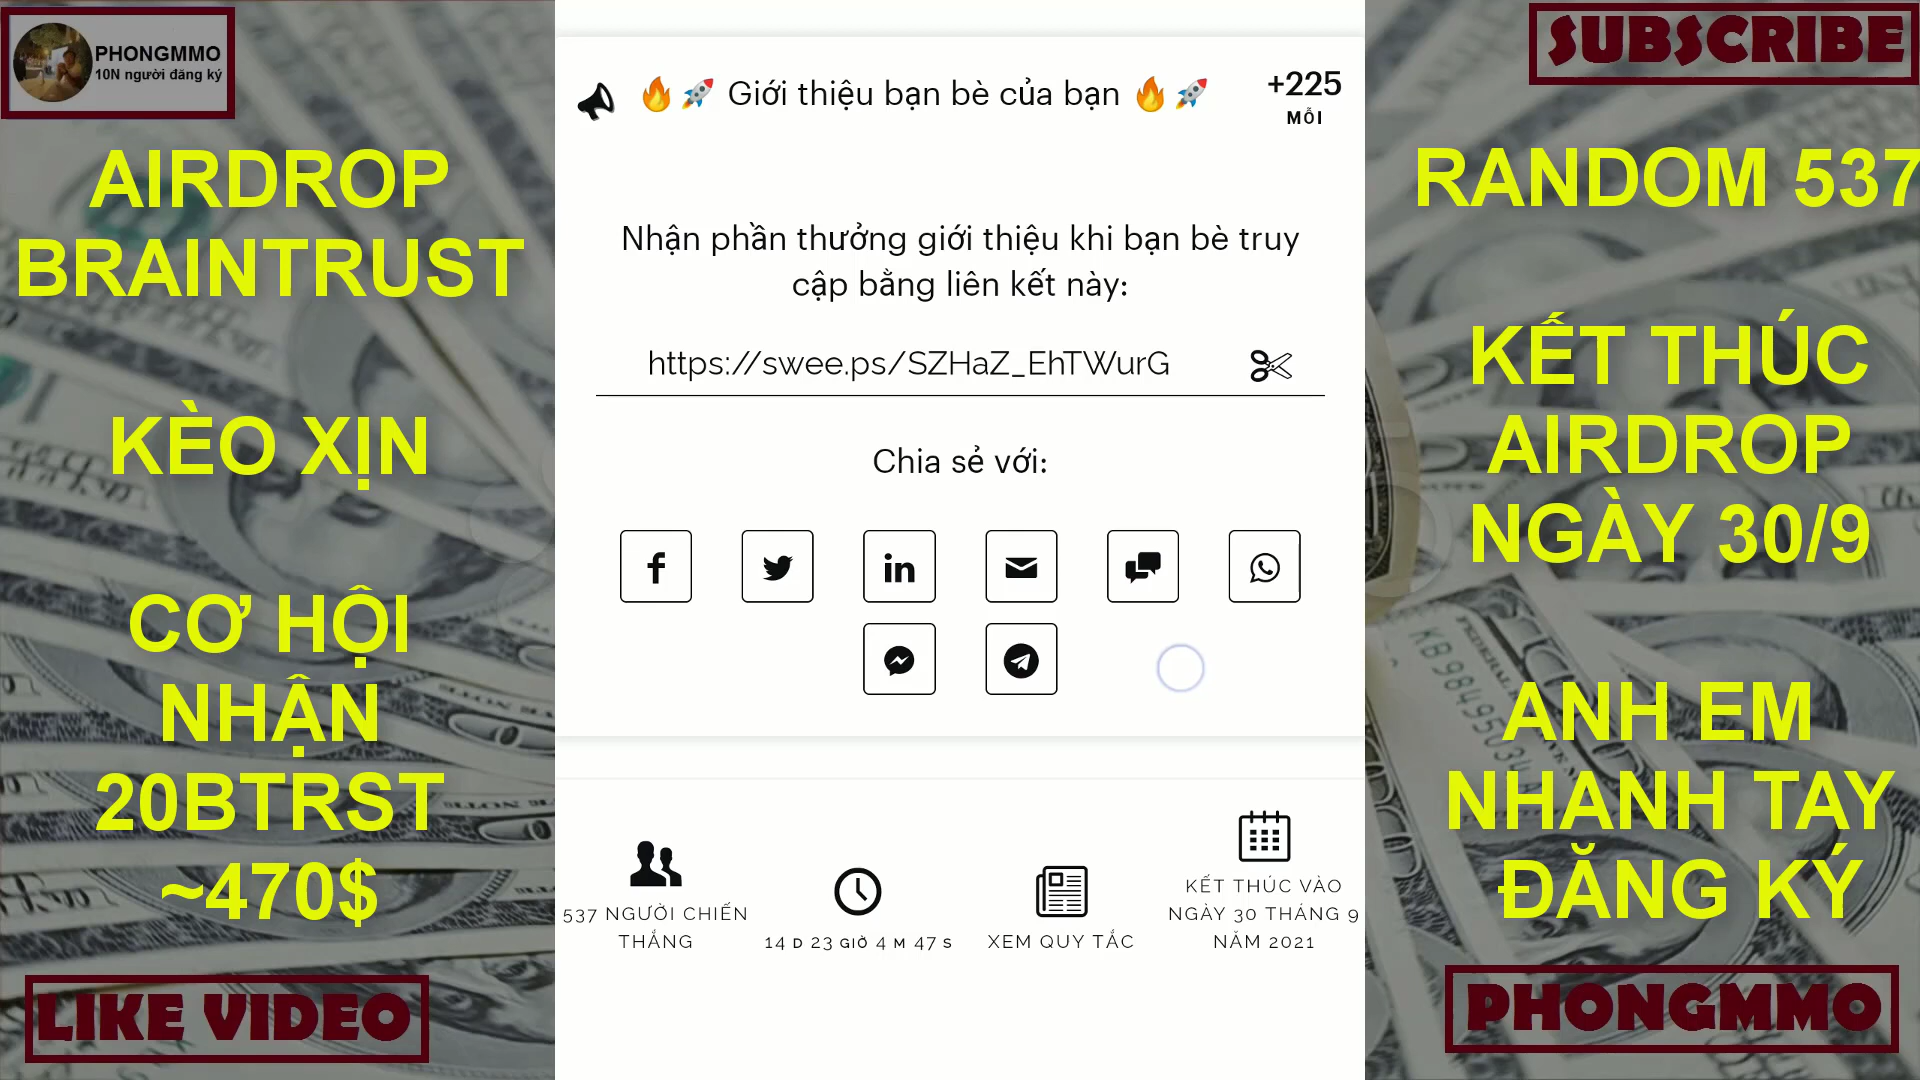 PHONGMMO
10N người đăng ký
AIRDROP
BRAINTRUST
KÈO XỊN
CƠ HỘI
NHẬN
20BTRST
~470$
LIKE VIDEO
🔥🚀 Giới thiệu bạn bè của bạn 🔥🚀
+225
MỖI
Nhận phần thưởng giới thiệu khi bạn bè truy
cập bằng liên kết này:
https://swee.ps/SZHaZ_EhTWurG
Chia sẻ với:
537 NGƯỜI CHIẾN
THẮNG
14 D 23 GIỜ 4 M 47 S
XEM QUY TẮC
KẾT THÚC VÀO
NGÀY 30 THÁNG 9
NĂM 2021
SUBSCRIBE
RANDOM 537
KẾT THÚC
AIRDROP
NGÀY 30/9
ANH EM
NHANH TAY
ĐĂNG KÝ
PHONGMMO